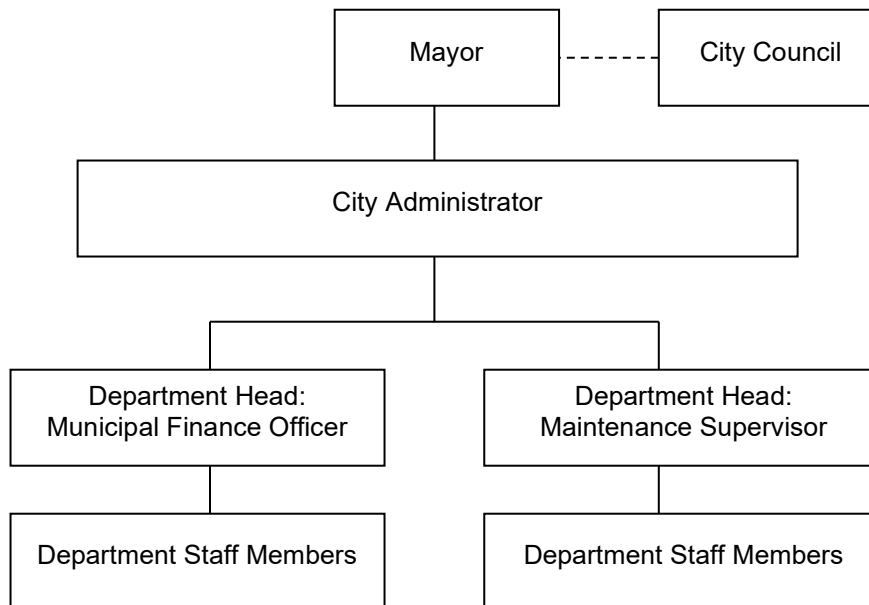 Mayor
City Council
City Administrator
Department Head:
Municipal Finance Officer
Department Head:
Maintenance Supervisor
Department Staff Members
Department Staff Members